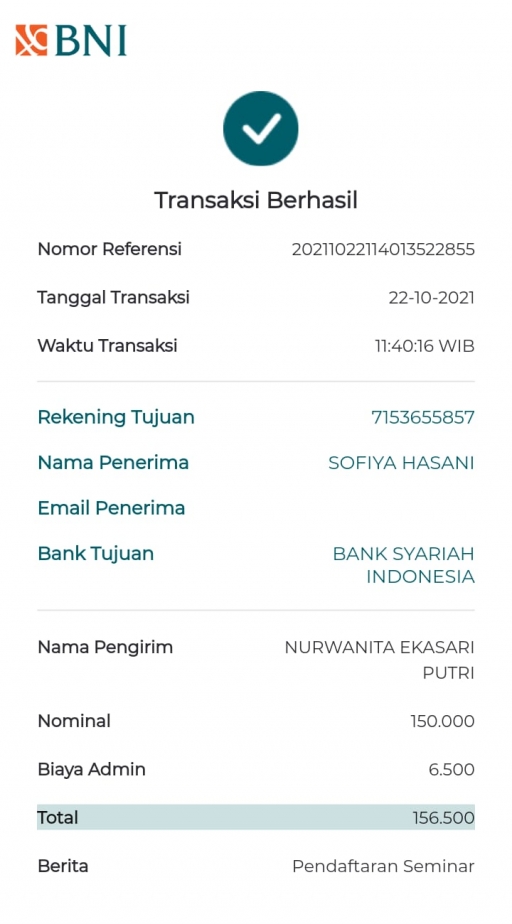 BNI
Transaksi Berhasil
Nomor Referensi 20211022114013522855
Tanggal Transaksi 22-10-2021
Waktu Transaksi 11:40:16 WIB
Rekening Tujuan 7153655857
Nama Penerima SOFIYA HASANI
Email Penerima
Bank Tujuan BANK SYARIAH
INDONESIA
Nama Pengirim NURWANITA EKASARI
PUTRI
Nominal 150.000
Biaya Admin 6.500
Total 156.500
Berita Pendaftaran Seminar